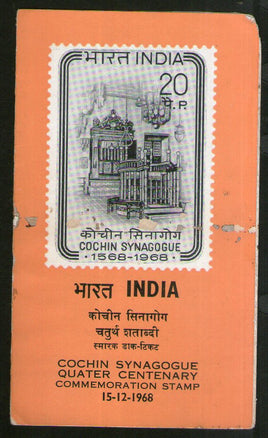 भारत INDIA
20
P.
कोचीन सिनागोग
COCHIN SYNAGOGUE
·1568-1968·
भारत INDIA
कोचीन सिनागोग
चतुर्थ शताब्दी
स्मारक डाक-टिकट
COCHIN SYNAGOGUE
QUATER CENTENARY
COMMEMORATION STAMP
15-12-1968